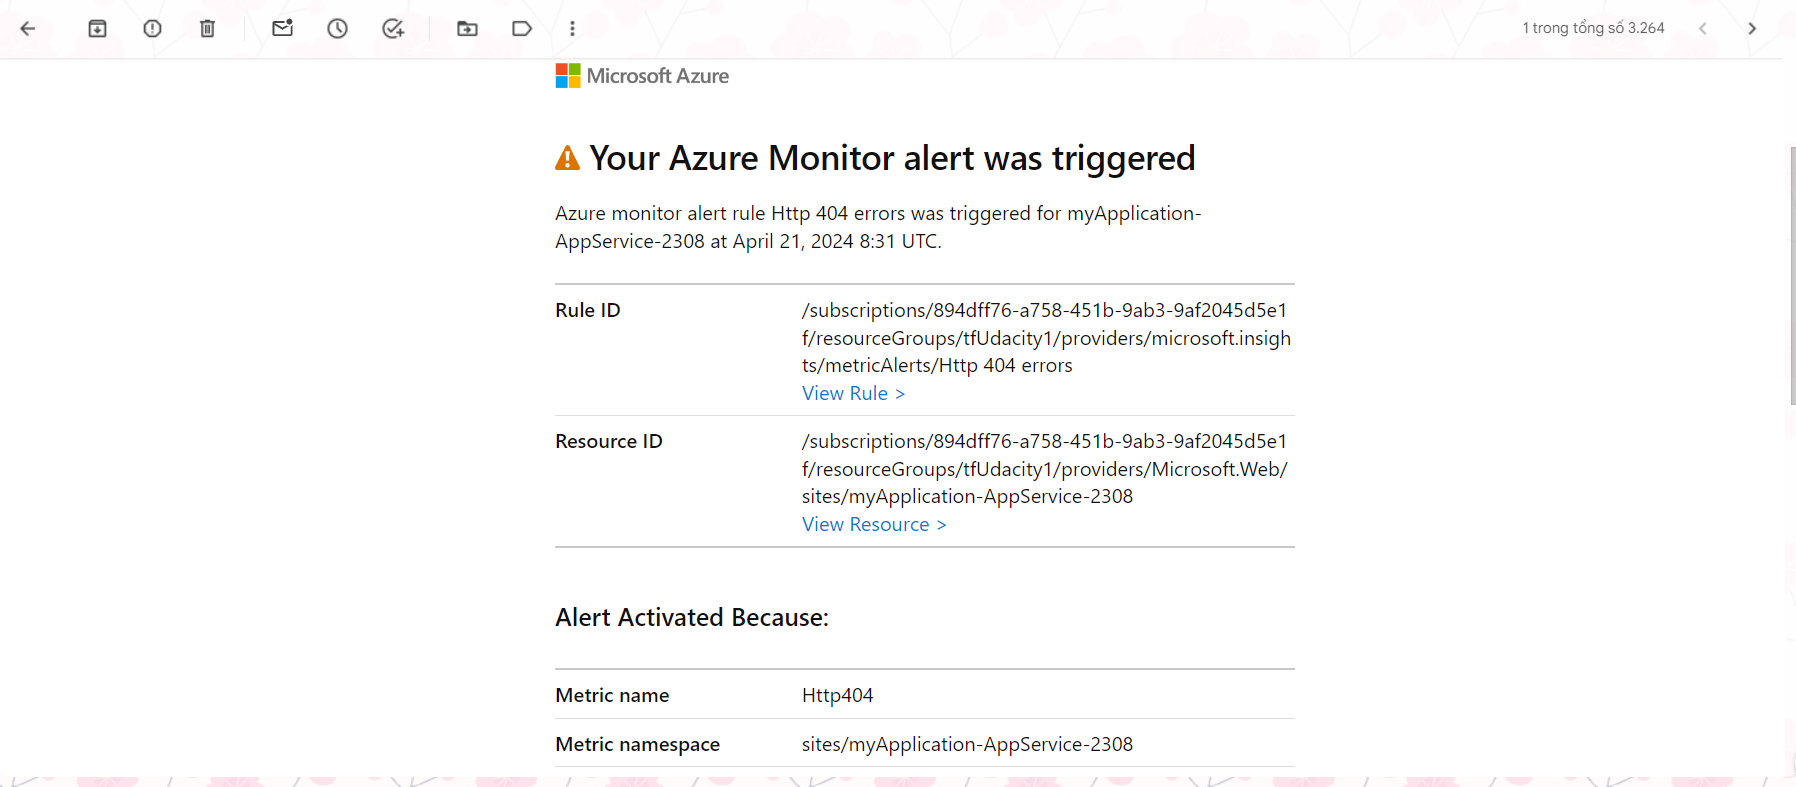 1 trong tổng số 3.264
Microsoft Azure
Your Azure Monitor alert was triggered
Azure monitor alert rule Http 404 errors was triggered for myApplication-
AppService-2308 at April 21, 2024 8:31 UTC.
Rule ID
/subscriptions/894dff76-a758-451b-9ab3-9af2045d5e1
f/resourceGroups/tfUdacity1/providers/microsoft.insigh
ts/metricAlerts/Http 404 errors
View Rule >
Resource ID
/subscriptions/894dff76-a758-451b-9ab3-9af2045d5e1
f/resourceGroups/tfUdacity1/providers/Microsoft.Web/
sites/myApplication-AppService-2308
View Resource >
Alert Activated Because:
Metric name
Http404
Metric namespace
sites/myApplication-AppService-2308